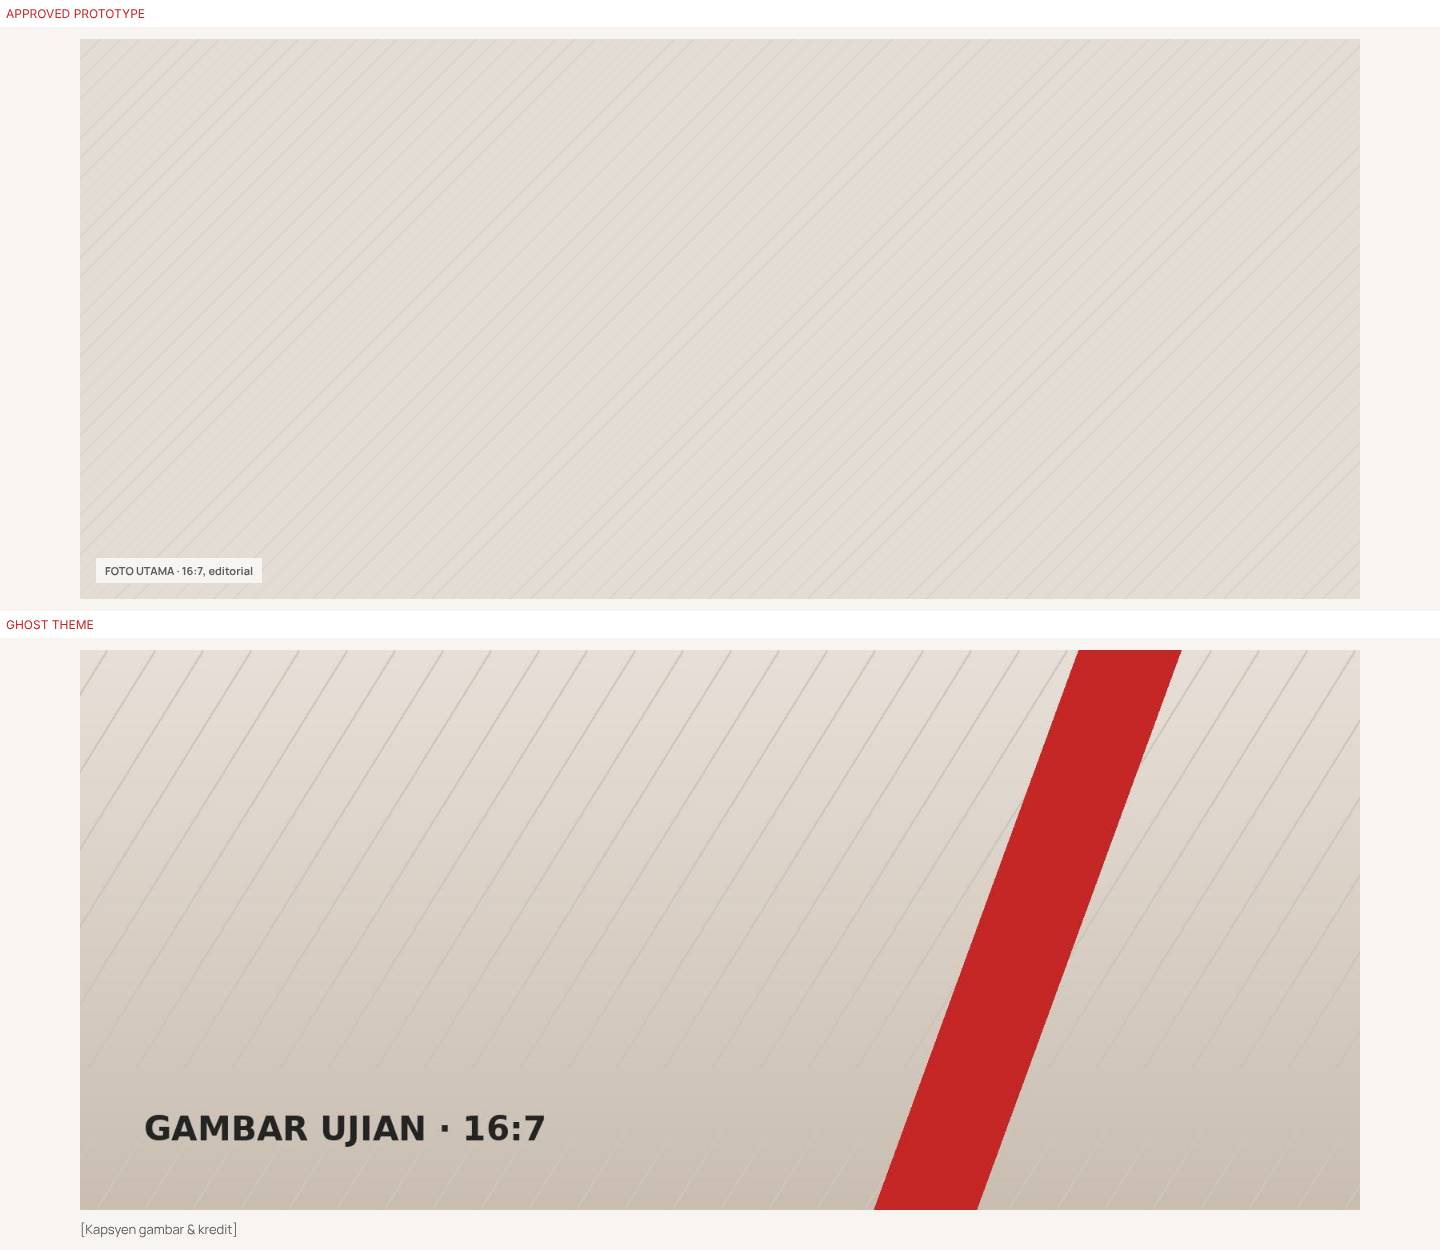 APPROVED PROTOTYPE
FOTO UTAMA · 16:7, editorial
GHOST THEME
GAMBAR UJIAN · 16:7
[Kapsyen gambar & kredit]